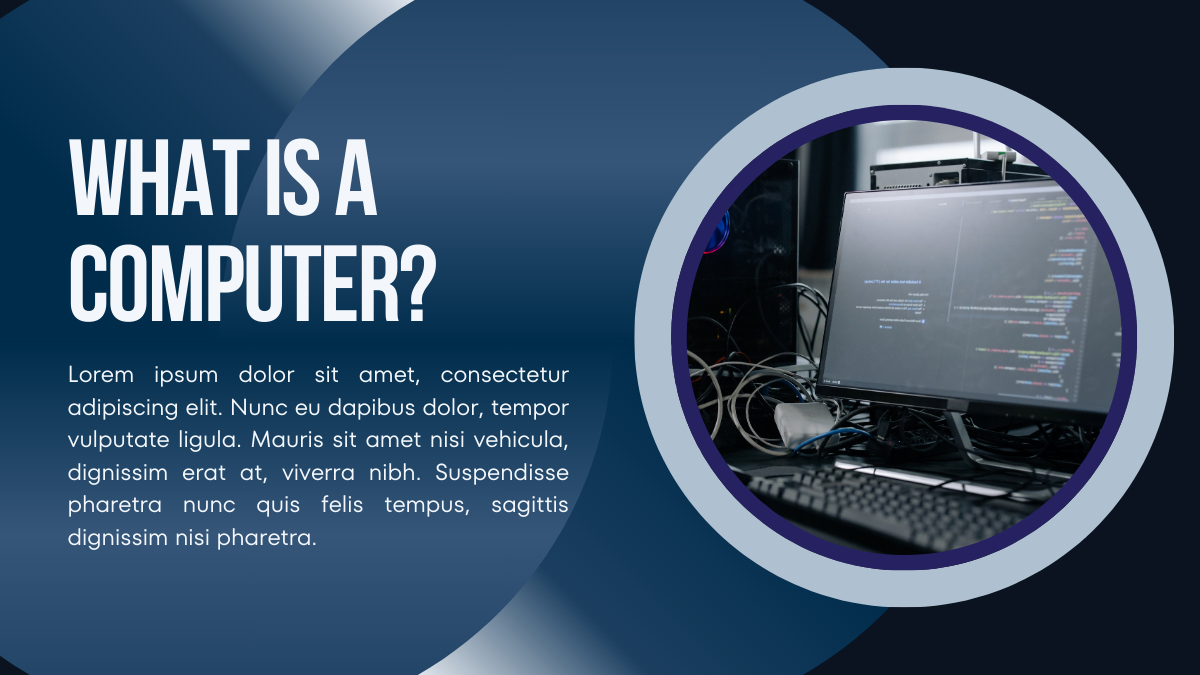 WHAT IS A
COMPUTER?
Lorem ipsum dolor sit amet, consectetur
adipiscing elit. Nunc eu dapibus dolor, tempor
vulputate ligula. Mauris sit amet nisi vehicula,
dignissim erat at, viverra nibh. Suspendisse
pharetra nunc quis felis tempus, sagittis
dignissim nisi pharetra.